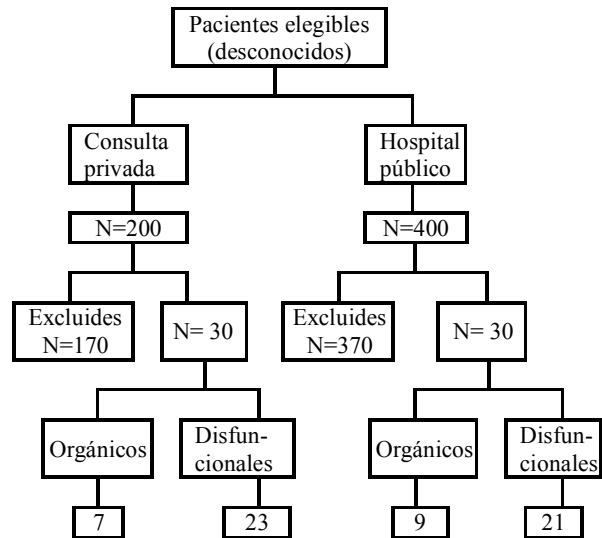 Pacientes elegibles
(desconocidos)
Consulta
privada
Hospital
público
N=200
N=400
Excluides
N=170
N= 30
Excluides
N=370
N= 30
Orgánicos
Disfun-
cionales
Orgánicos
Disfun-
cionales
7
23
9
21